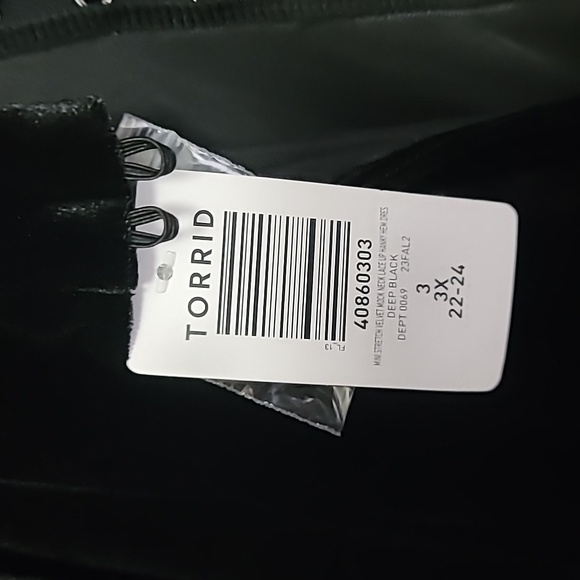 TORRID
40860303
MINI STRETCH VELVET MOCK NECK LACE UP HANKY HEM DRES
DEEP BLACK
DEPT 0069 23FAL2
3
3X
22-24